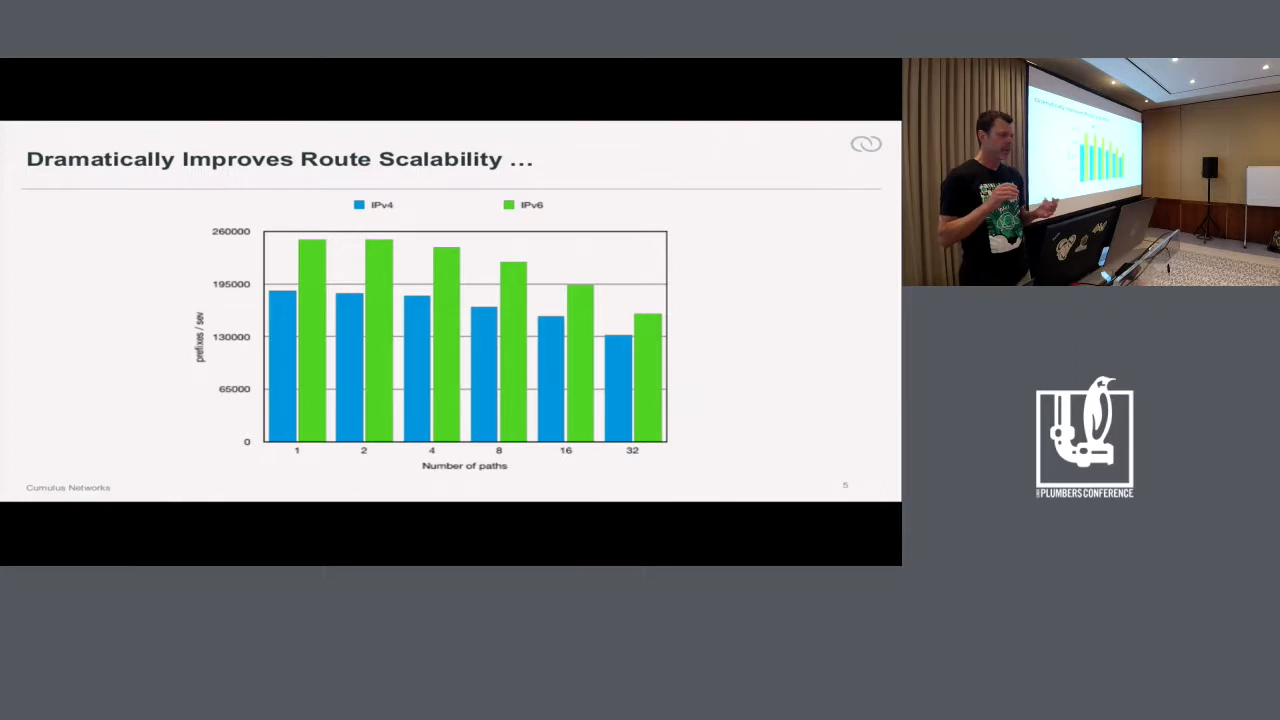 Dramatically Improves Route Scalability ...
IPv4
IPv6
260000
195000
130000
65000
0
prefixes / sev
1
2
4
8
16
32
Number of paths
Cumulus Networks
5
PLUMBERS CONFERENCE